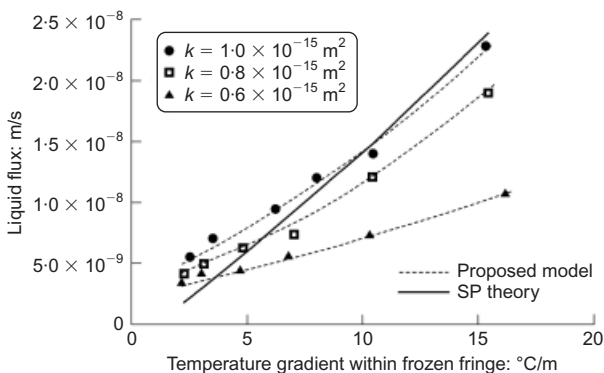 2·5 × 10⁻⁸
2·0 × 10⁻⁸
1·5 × 10⁻⁸
1·0 × 10⁻⁸
5·0 × 10⁻⁹
0
Liquid flux: m/s
k = 1·0 × 10⁻¹⁵ m²
k = 0·8 × 10⁻¹⁵ m²
k = 0·6 × 10⁻¹⁵ m²
Proposed model
SP theory
0 5 10 15 20
Temperature gradient within frozen fringe: °C/m